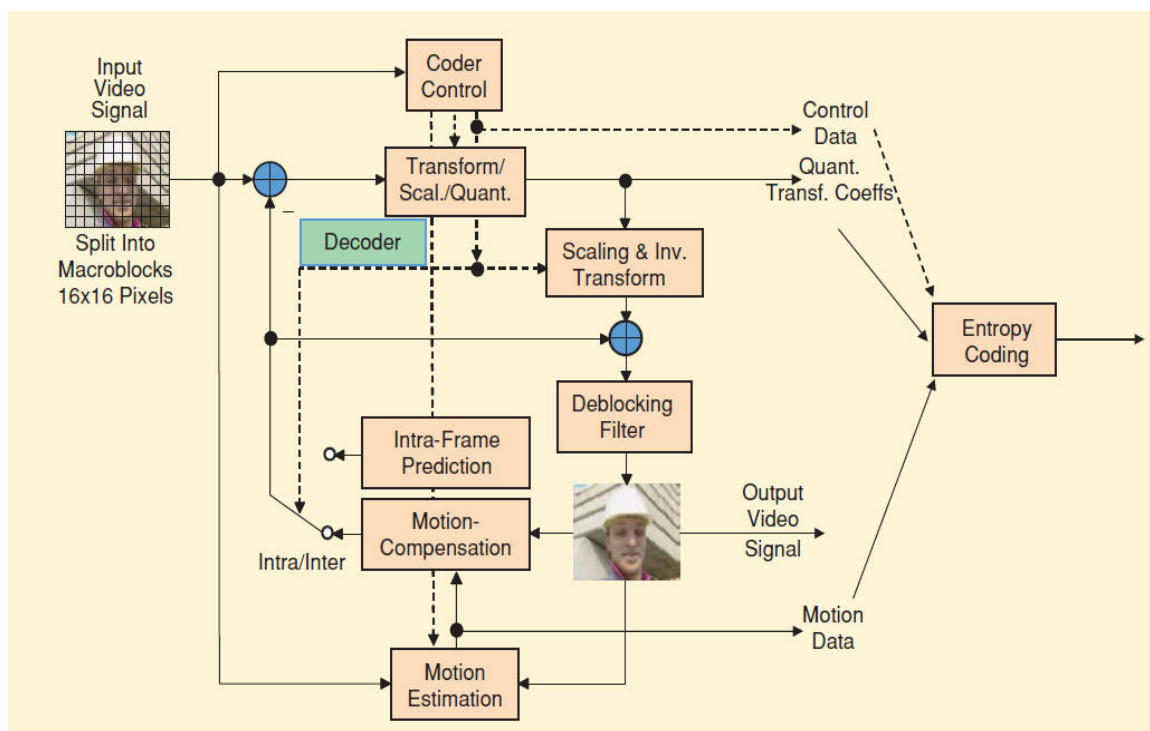 Input
Video
Signal
Split Into
Macroblocks
16x16 Pixels
Coder
Control
Transform/
Scal./Quant.
–
Decoder
Scaling & Inv.
Transform
Control
Data
Quant.
Transf. Coeffs
Entropy
Coding
Deblocking
Filter
Intra-Frame
Prediction
Motion-
Compensation
Intra/Inter
Output
Video
Signal
Motion
Data
Motion
Estimation